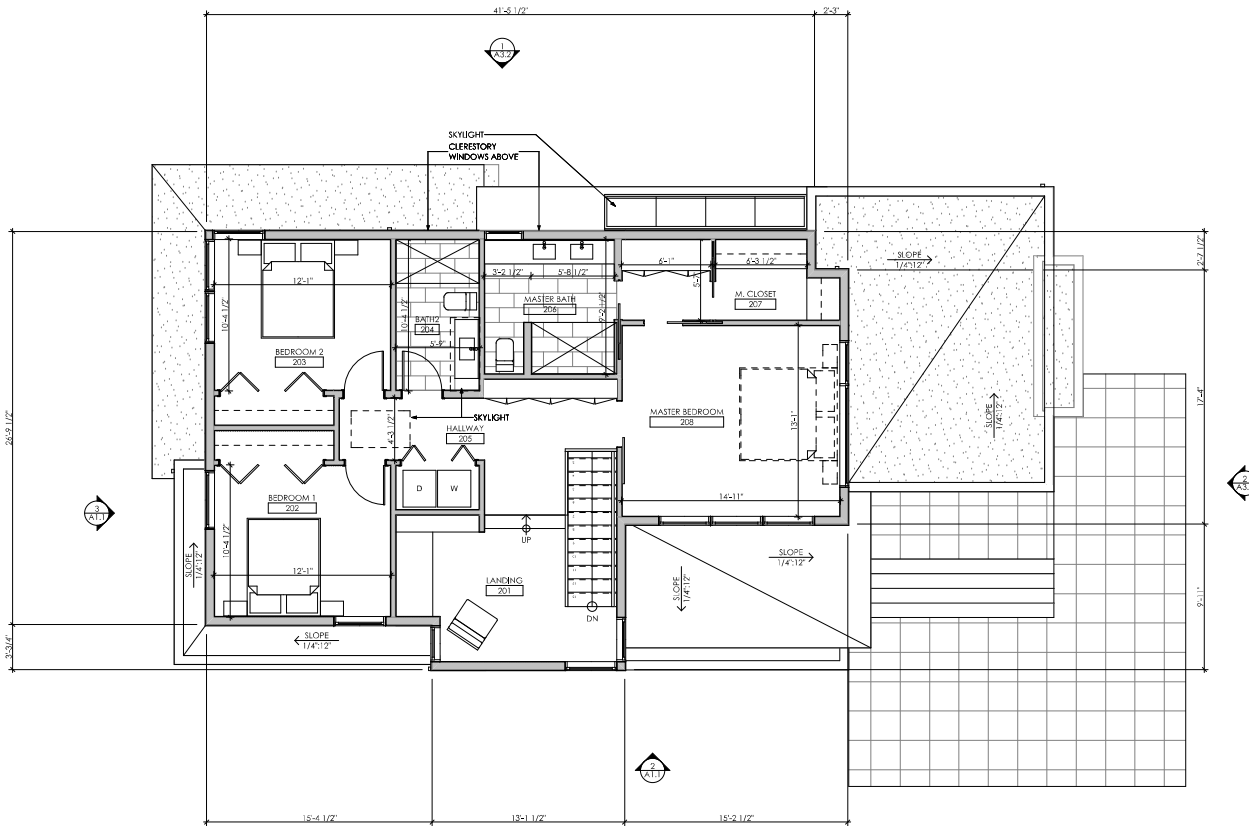 41'-5 1/2"
2'-3"
1
A3.2
SKYLIGHT
CLERESTORY
WINDOWS ABOVE
2'-7 1/2"
SLOPE
1/4":12"
6'-1"
6'-3 1/2"
3'-2 1/2"
5'-8 1/2"
12'-1"
M. CLOSET
207
MASTER BATH
206
10'-4 1/2"
10'-4 1/2"
BATH2
204
5'-9"
BEDROOM 2
203
17'-4"
26'-9 1/2"
SLOPE
1/4":12"
MASTER BEDROOM
208
13'-1"
SKYLIGHT
HALLWAY
205
4'-3 1/2"
D
W
14'-11"
3
A1.1
BEDROOM 1
202
10'-4 1/2"
UP
SLOPE
1/4":12"
SLOPE
1/4":12"
12'-1"
LANDING
201
SLOPE
1/4":12"
9'-11"
DN
SLOPE
1/4":12"
3'-3/4"
2
A1.1
15'-4 1/2"
13'-1 1/2"
15'-2 1/2"